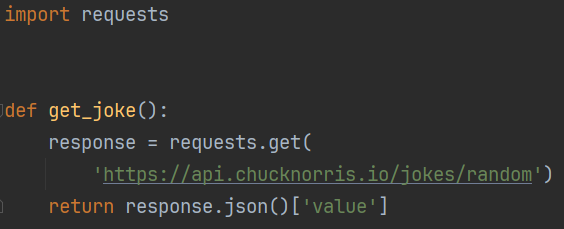 import requests
def get_joke():
    response = requests.get(
        'https://api.chucknorris.io/jokes/random')
    return response.json()['value']